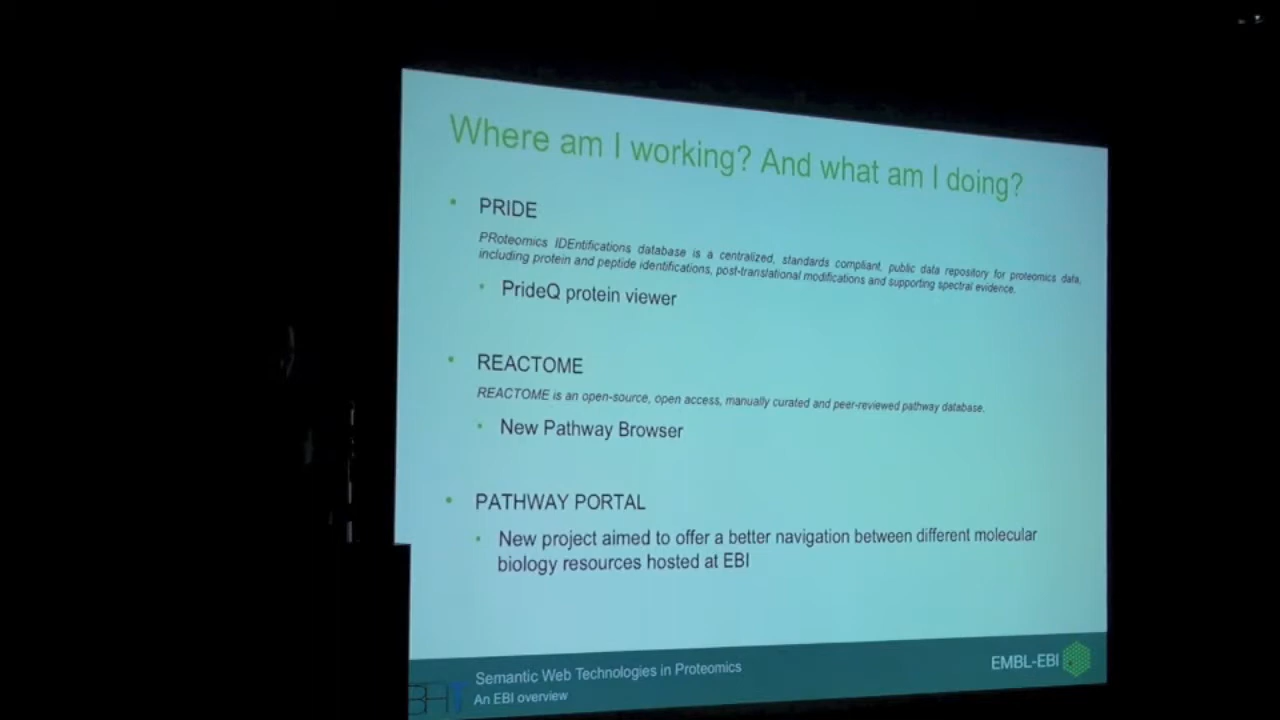 Where am I working? And what am I doing?
• PRIDE
PRoteomics IDEntifications database is a centralized, standards compliant, public data repository for proteomics data,
including protein and peptide identifications, post-translational modifications and supporting spectral evidence.
• PrideQ protein viewer
• REACTOME
REACTOME is an open-source, open access, manually curated and peer-reviewed pathway database.
• New Pathway Browser
• PATHWAY PORTAL
• New project aimed to offer a better navigation between different molecular
biology resources hosted at EBI
Semantic Web Technologies in Proteomics
An EBI overview
EMBL-EBI